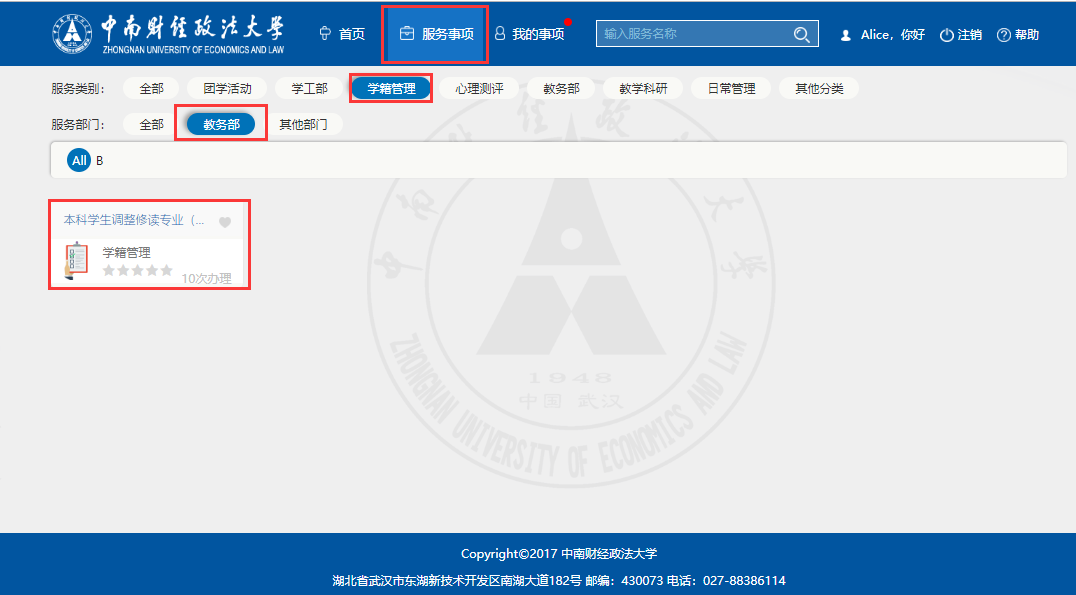 中南财经政法大学
ZHONGNAN UNIVERSITY OF ECONOMICS AND LAW
首页 服务事项 我的事项 输入服务名称 Alice，你好 注销 帮助
服务类别： 全部 团学活动 学工部 学籍管理 心理测评 教务部 教学科研 日常管理 其他分类
服务部门： 全部 教务部 其他部门
All B
本科学生调整修读专业（...
学籍管理
10次办理
中南财经政法大学
1948
中国 武汉
ZHONGNAN UNIVERSITY OF ECONOMICS AND LAW
Copyright©2017 中南财经政法大学
湖北省武汉市东湖新技术开发区南湖大道182号 邮编：430073 电话：027-88386114